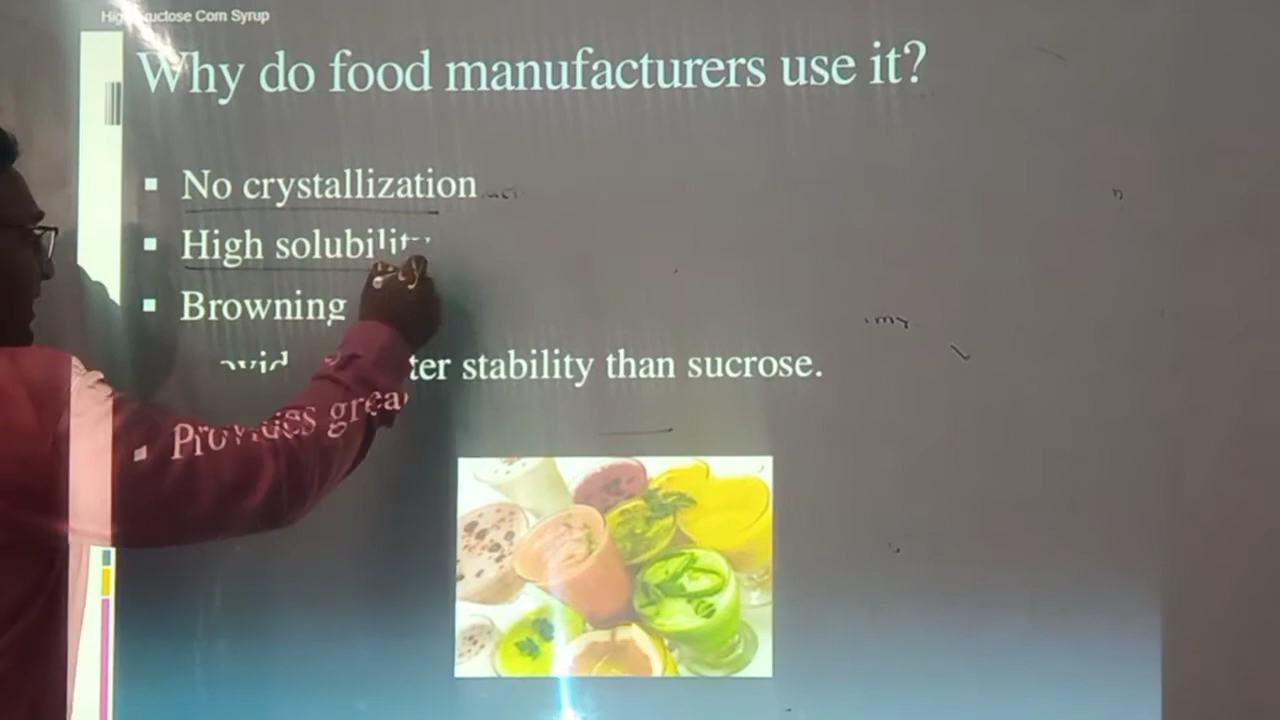 High Fructose Corn Syrup
Why do food manufacturers use it?
▪ No crystallization
▪ High solubility
▪ Browning
▪ Provides greater stability than sucrose.